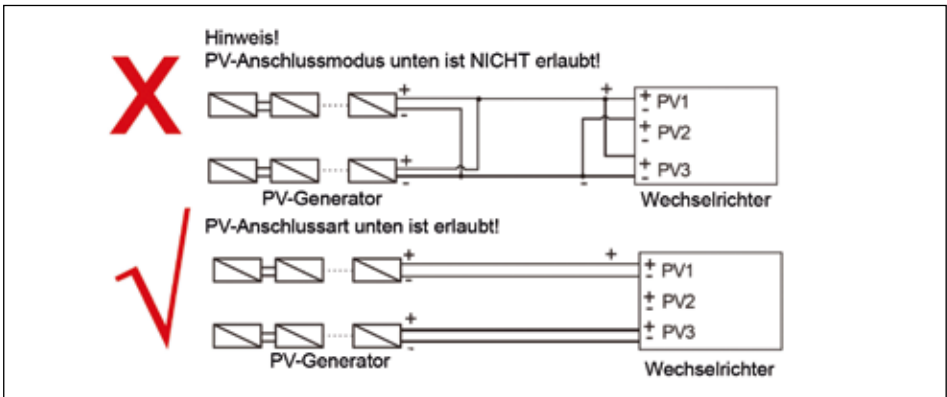 Hinweis!
PV-Anschlussmodus unten ist NICHT erlaubt!
X
+ + + PV1
- -
+ PV2
-
+ + PV3
- - -
PV-Generator Wechselrichter
PV-Anschlussart unten ist erlaubt!
+ + + PV1
- -
+ PV2
-
+ + PV3
- -
PV-Generator
Wechselrichter